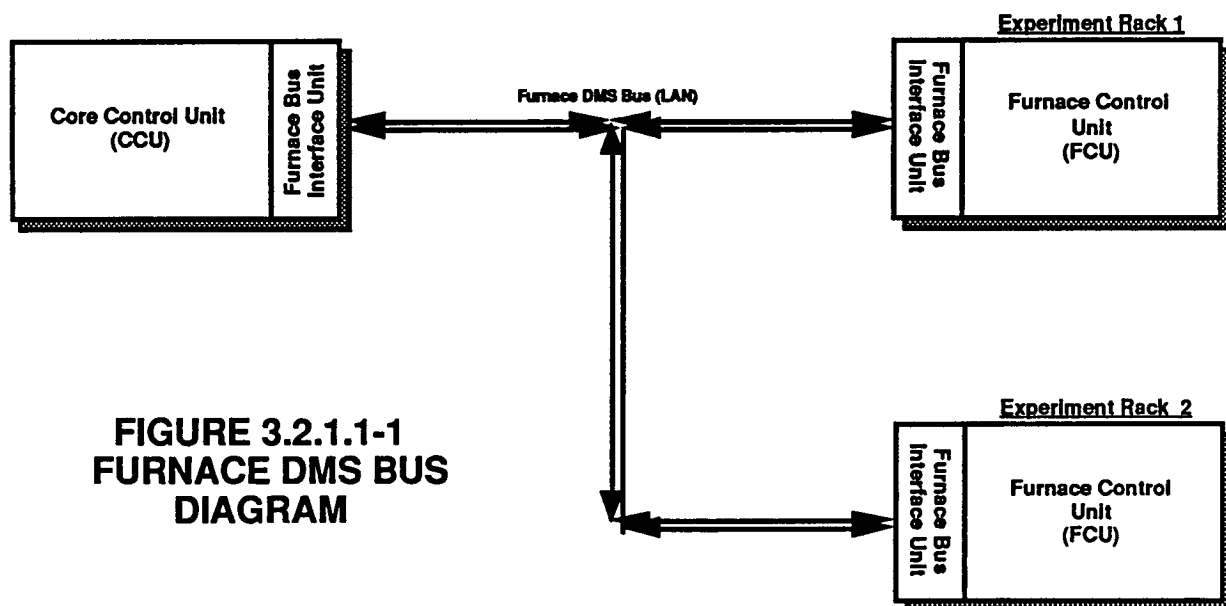 Experiment Rack 1
Core Control Unit
(CCU)
Furnace Bus
Interface Unit
Furnace DMS Bus (LAN)
Furnace Bus
Interface Unit
Furnace Control
Unit
(FCU)
FIGURE 3.2.1.1-1
FURNACE DMS BUS
DIAGRAM
Experiment Rack 2
Furnace Bus
Interface Unit
Furnace Control
Unit
(FCU)